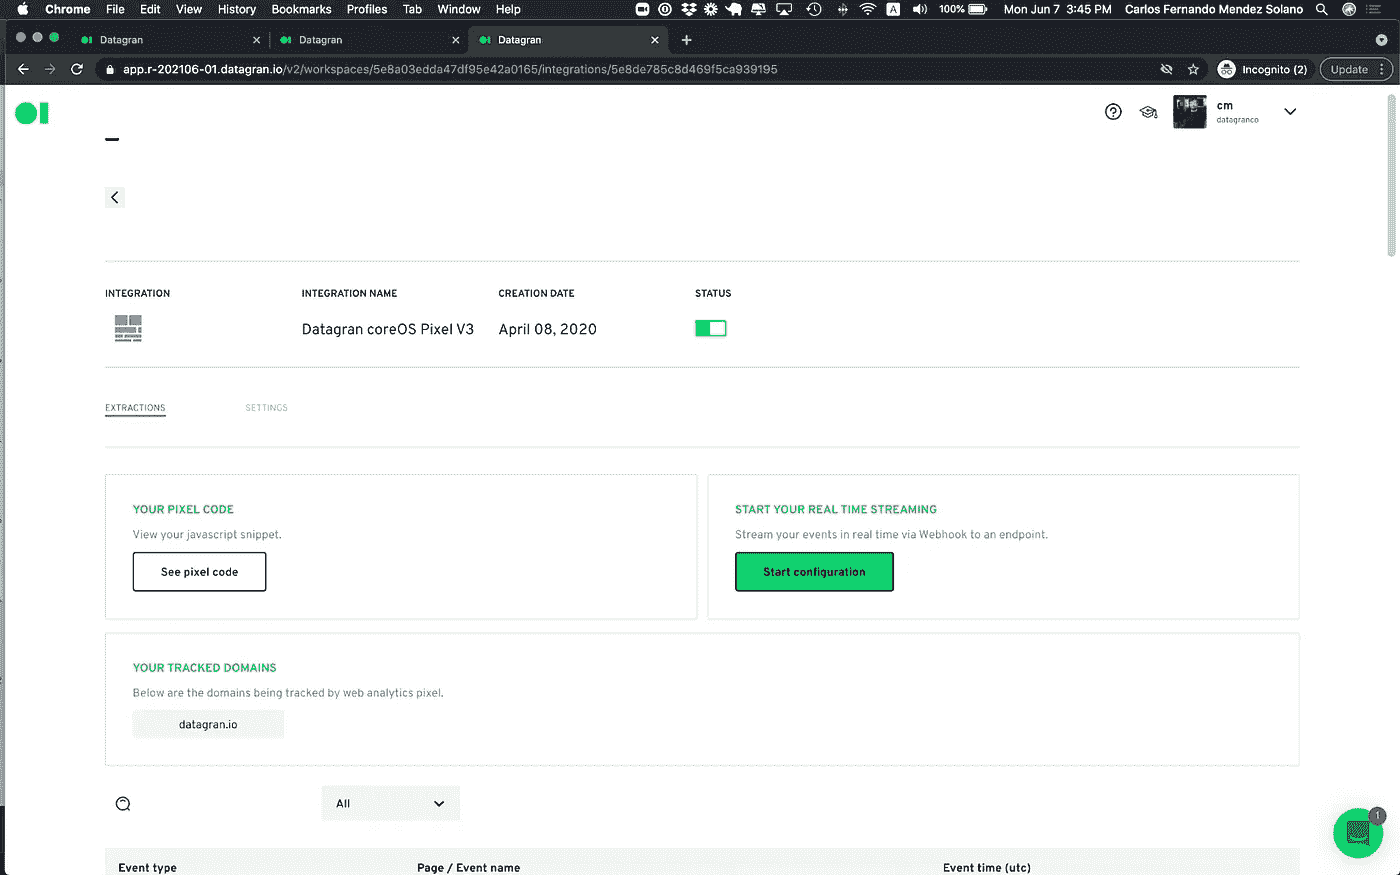 Chrome File Edit View History Bookmarks Profiles Tab Window Help 100% Mon Jun 7 3:45 PM Carlos Fernando Mendez Solano
Datagran Datagran Datagran
app.r-202106-01.datagran.io/v2/workspaces/5e8a03edda47df95e42a0165/integrations/5e8de785c8d469f5ca939195 Incognito (2) Update
cm
datagranco
INTEGRATION INTEGRATION NAME CREATION DATE STATUS
Datagran coreOS Pixel V3 April 08, 2020
EXTRACTIONS SETTINGS
YOUR PIXEL CODE
View your javascript snippet.
See pixel code
START YOUR REAL TIME STREAMING
Stream your events in real time via Webhook to an endpoint.
Start configuration
YOUR TRACKED DOMAINS
Below are the domains being tracked by web analytics pixel.
datagran.io
All
1
Event type Page / Event name Event time (utc)